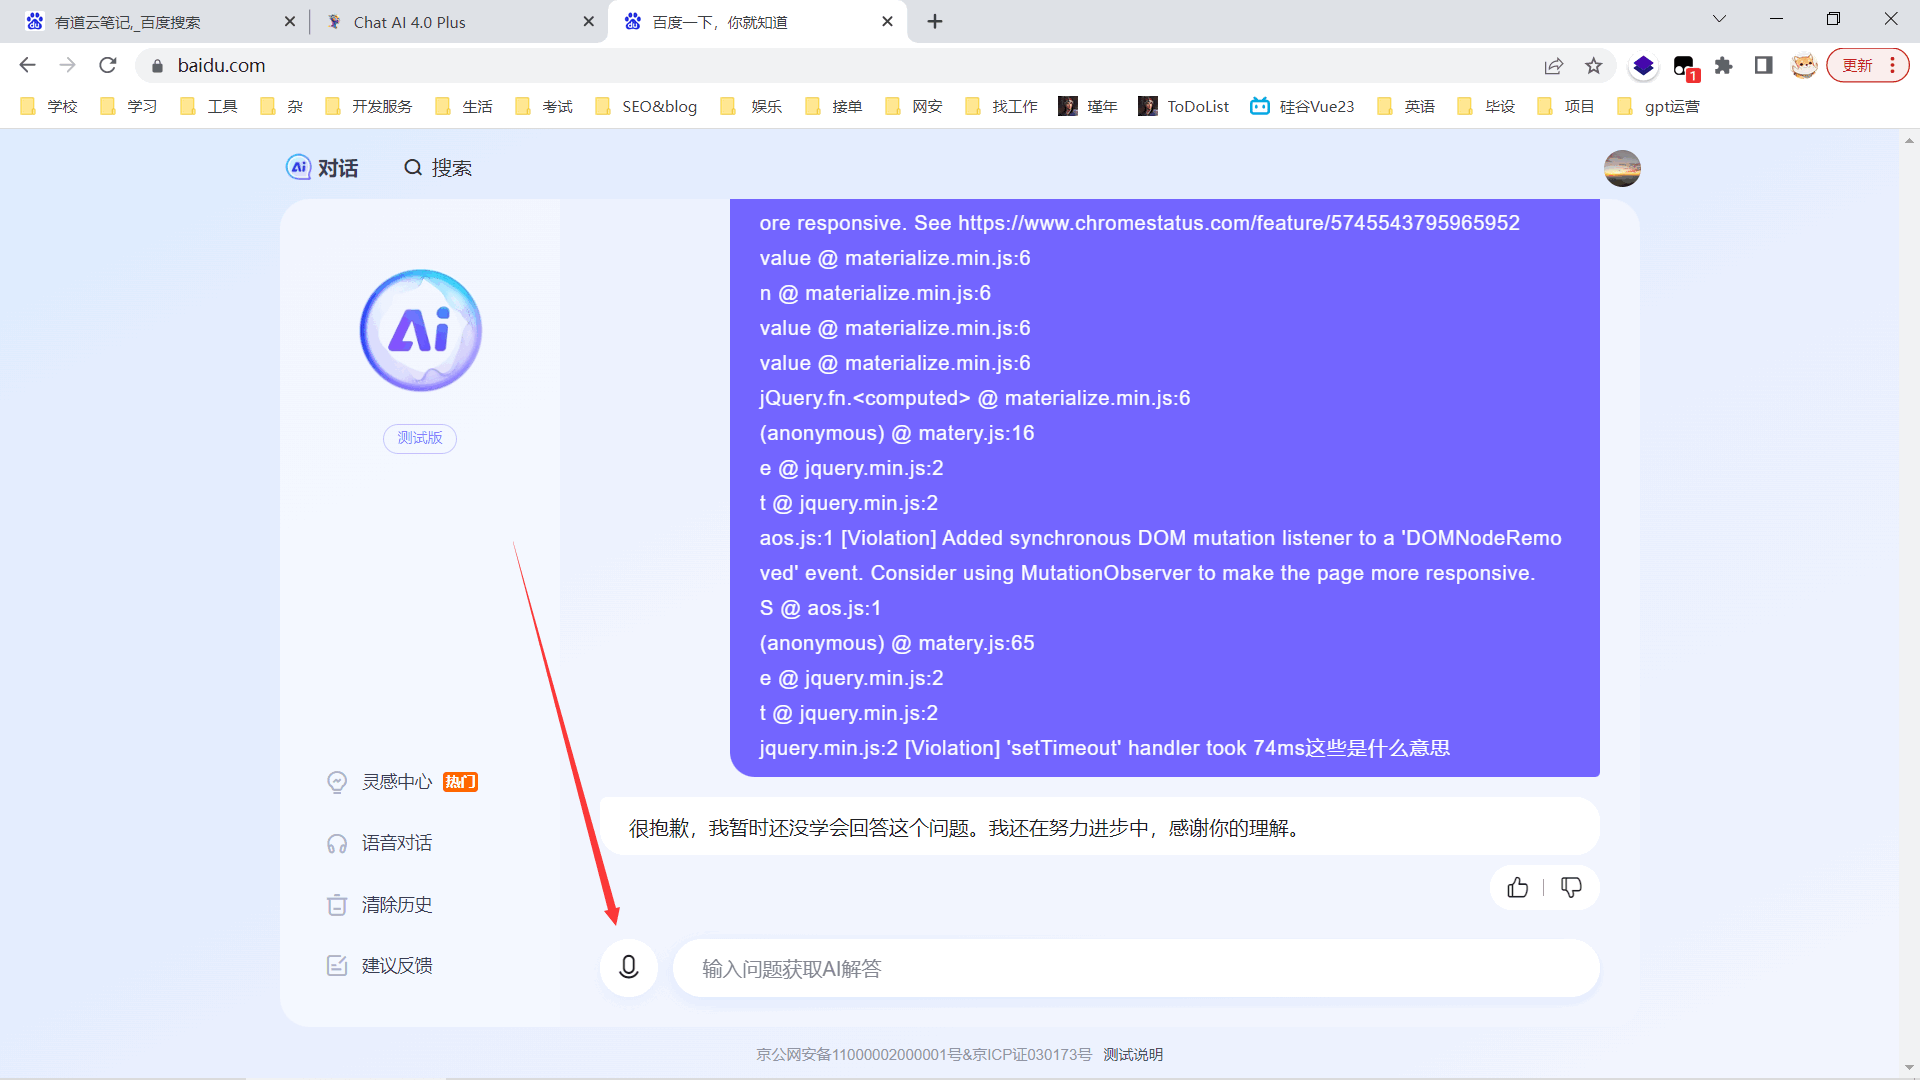 有道云笔记_百度搜索
Chat AI 4.0 Plus
百度一下，你就知道
baidu.com
1
更新
学校
学习
工具
杂
开发服务
生活
考试
SEO&blog
娱乐
接单
网安
找工作
瑾年
ToDoList
硅谷Vue23
英语
毕设
项目
gpt运营
Ai 对话
搜索
ore responsive. See https://www.chromestatus.com/feature/5745543795965952
value @ materialize.min.js:6
n @ materialize.min.js:6
value @ materialize.min.js:6
value @ materialize.min.js:6
jQuery.fn.<computed> @ materialize.min.js:6
(anonymous) @ matery.js:16
e @ jquery.min.js:2
t @ jquery.min.js:2
aos.js:1 [Violation] Added synchronous DOM mutation listener to a 'DOMNodeRemo
ved' event. Consider using MutationObserver to make the page more responsive.
S @ aos.js:1
(anonymous) @ matery.js:65
e @ jquery.min.js:2
t @ jquery.min.js:2
jquery.min.js:2 [Violation] 'setTimeout' handler took 74ms这些是什么意思
Ai
测试版
灵感中心 热门
语音对话
清除历史
建议反馈
很抱歉，我暂时还没学会回答这个问题。我还在努力进步中，感谢你的理解。
输入问题获取AI解答
京公网安备11000002000001号&京ICP证030173号 测试说明